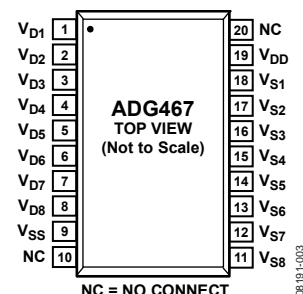 VD1 1 20 NC
VD2 2 19 VDD
VD3 3 18 VS1
VD4 4 ADG467 17 VS2
VD5 5 TOP VIEW 16 VS3
VD6 6 (Not to Scale) 15 VS4
VD7 7 14 VS5
VD8 8 13 VS6
VSS 9 12 VS7
NC 10 11 VS8
NC = NO CONNECT
08191-003